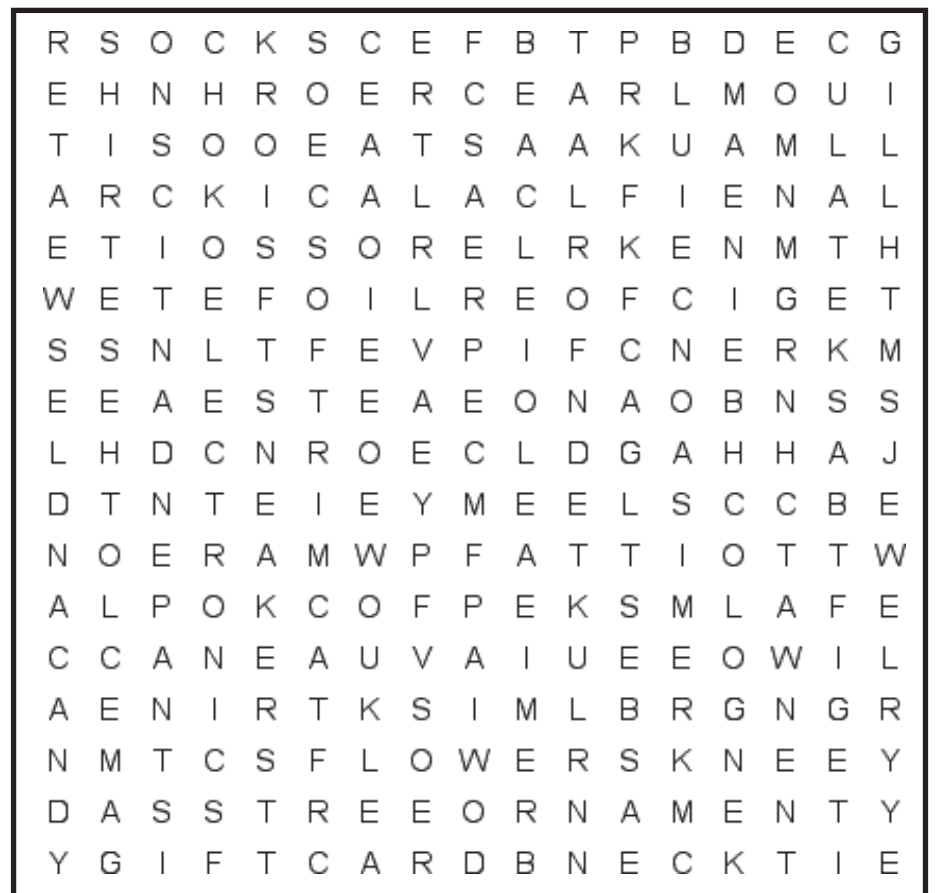 R S O C K S C E F B T P B D E C G
E H N H R O E R C E A R L M O U I
T I S O O E A T S A A K U A M L L
A R C K I C A L A C L F I E N A L
E T I O S S O R E L R K E N M T H
W E T E F O I L R E O F C I G E T
S S N L T F E V P I F C N E R K M
E E A E S T E A E O N A O B N S S
L H D C N R O E C L D G A H H A J
D T N T E I E Y M E E L S C C B E
N O E R A M W P F A T T I O T T W
A L P O K C O F P E K S M L A F E
C C A N E A U V A I U E E O W I L
A E N I R T K S I M L B R G N G R
N M T C S F L O W E R S K N E E Y
D A S S T R E E O R N A M E N T Y
Y G I F T C A R D B N E C K T I E